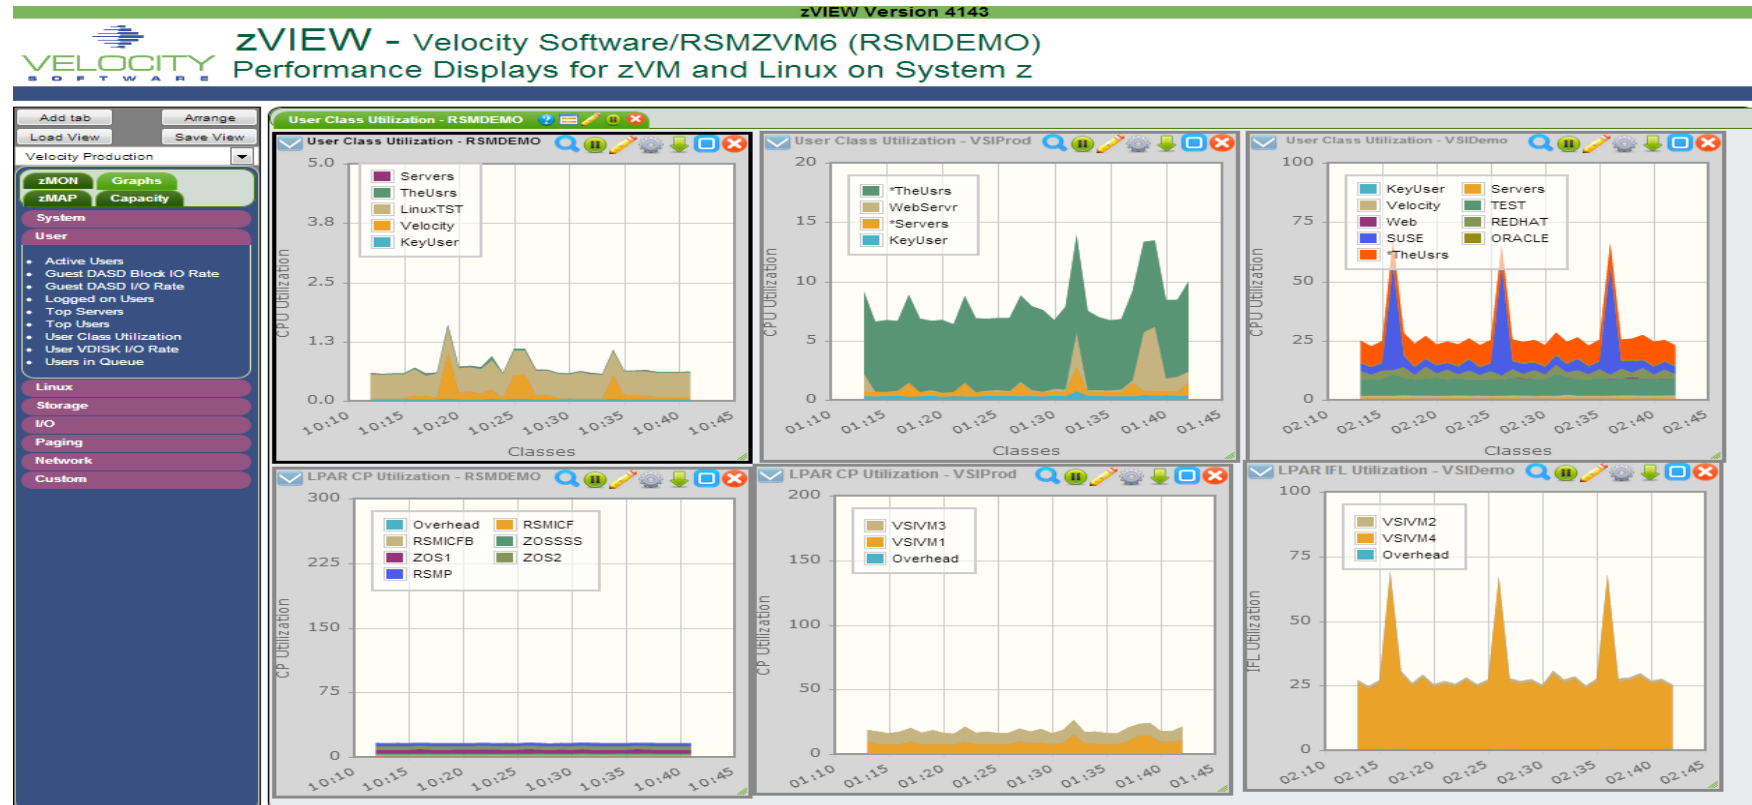 zVIEW Version 4143
VELOCITY
SOFTWARE
zVIEW - Velocity Software/RSMZVM6 (RSMDEMO)
Performance Displays for zVM and Linux on System z
Add tab Arrange
Load View Save View
Velocity Production
zMON Graphs
zMAP Capacity
System
User
Active Users
Guest DASD Block IO Rate
Guest DASD I/O Rate
Logged on Users
Top Servers
Top Users
User Class Utilization
User VDISK I/O Rate
Users in Queue
Linux
Storage
I/O
Paging
Network
Custom
User Class Utilization - RSMDEMO
User Class Utilization - RSMDEMO
5.0
3.8
2.5
1.3
0.0
CPU Utilization
Servers
TheUsrs
LinuxTST
Velocity
KeyUser
10:10 10:15 10:20 10:25 10:30 10:35 10:40 10:45
Classes
User Class Utilization - VSIProd
20
15
10
5
0
CPU Utilization
*TheUsrs
WebServr
*Servers
KeyUser
01:10 01:15 01:20 01:25 01:30 01:35 01:40 01:45
Classes
User Class Utilization - VSIDemo
100
75
50
25
0
CPU Utilization
KeyUser Servers
Velocity TEST
Web REDHAT
SUSE ORACLE
*TheUsrs
02:10 02:15 02:20 02:25 02:30 02:35 02:40 02:45
Classes
LPAR CP Utilization - RSMDEMO
300
225
150
75
0
CP Utilization
Overhead RSMICF
RSMICFB ZOSSSS
ZOS1 ZOS2
RSMP
10:10 10:15 10:20 10:25 10:30 10:35 10:40 10:45
LPAR CP Utilization - VSIProd
200
150
100
50
0
CP Utilization
VSIVM3
VSIVM1
Overhead
01:10 01:15 01:20 01:25 01:30 01:35 01:40 01:45
LPAR IFL Utilization - VSIDemo
100
75
50
25
0
IFL Utilization
VSIVM2
VSIVM4
Overhead
02:10 02:15 02:20 02:25 02:30 02:35 02:40 02:45